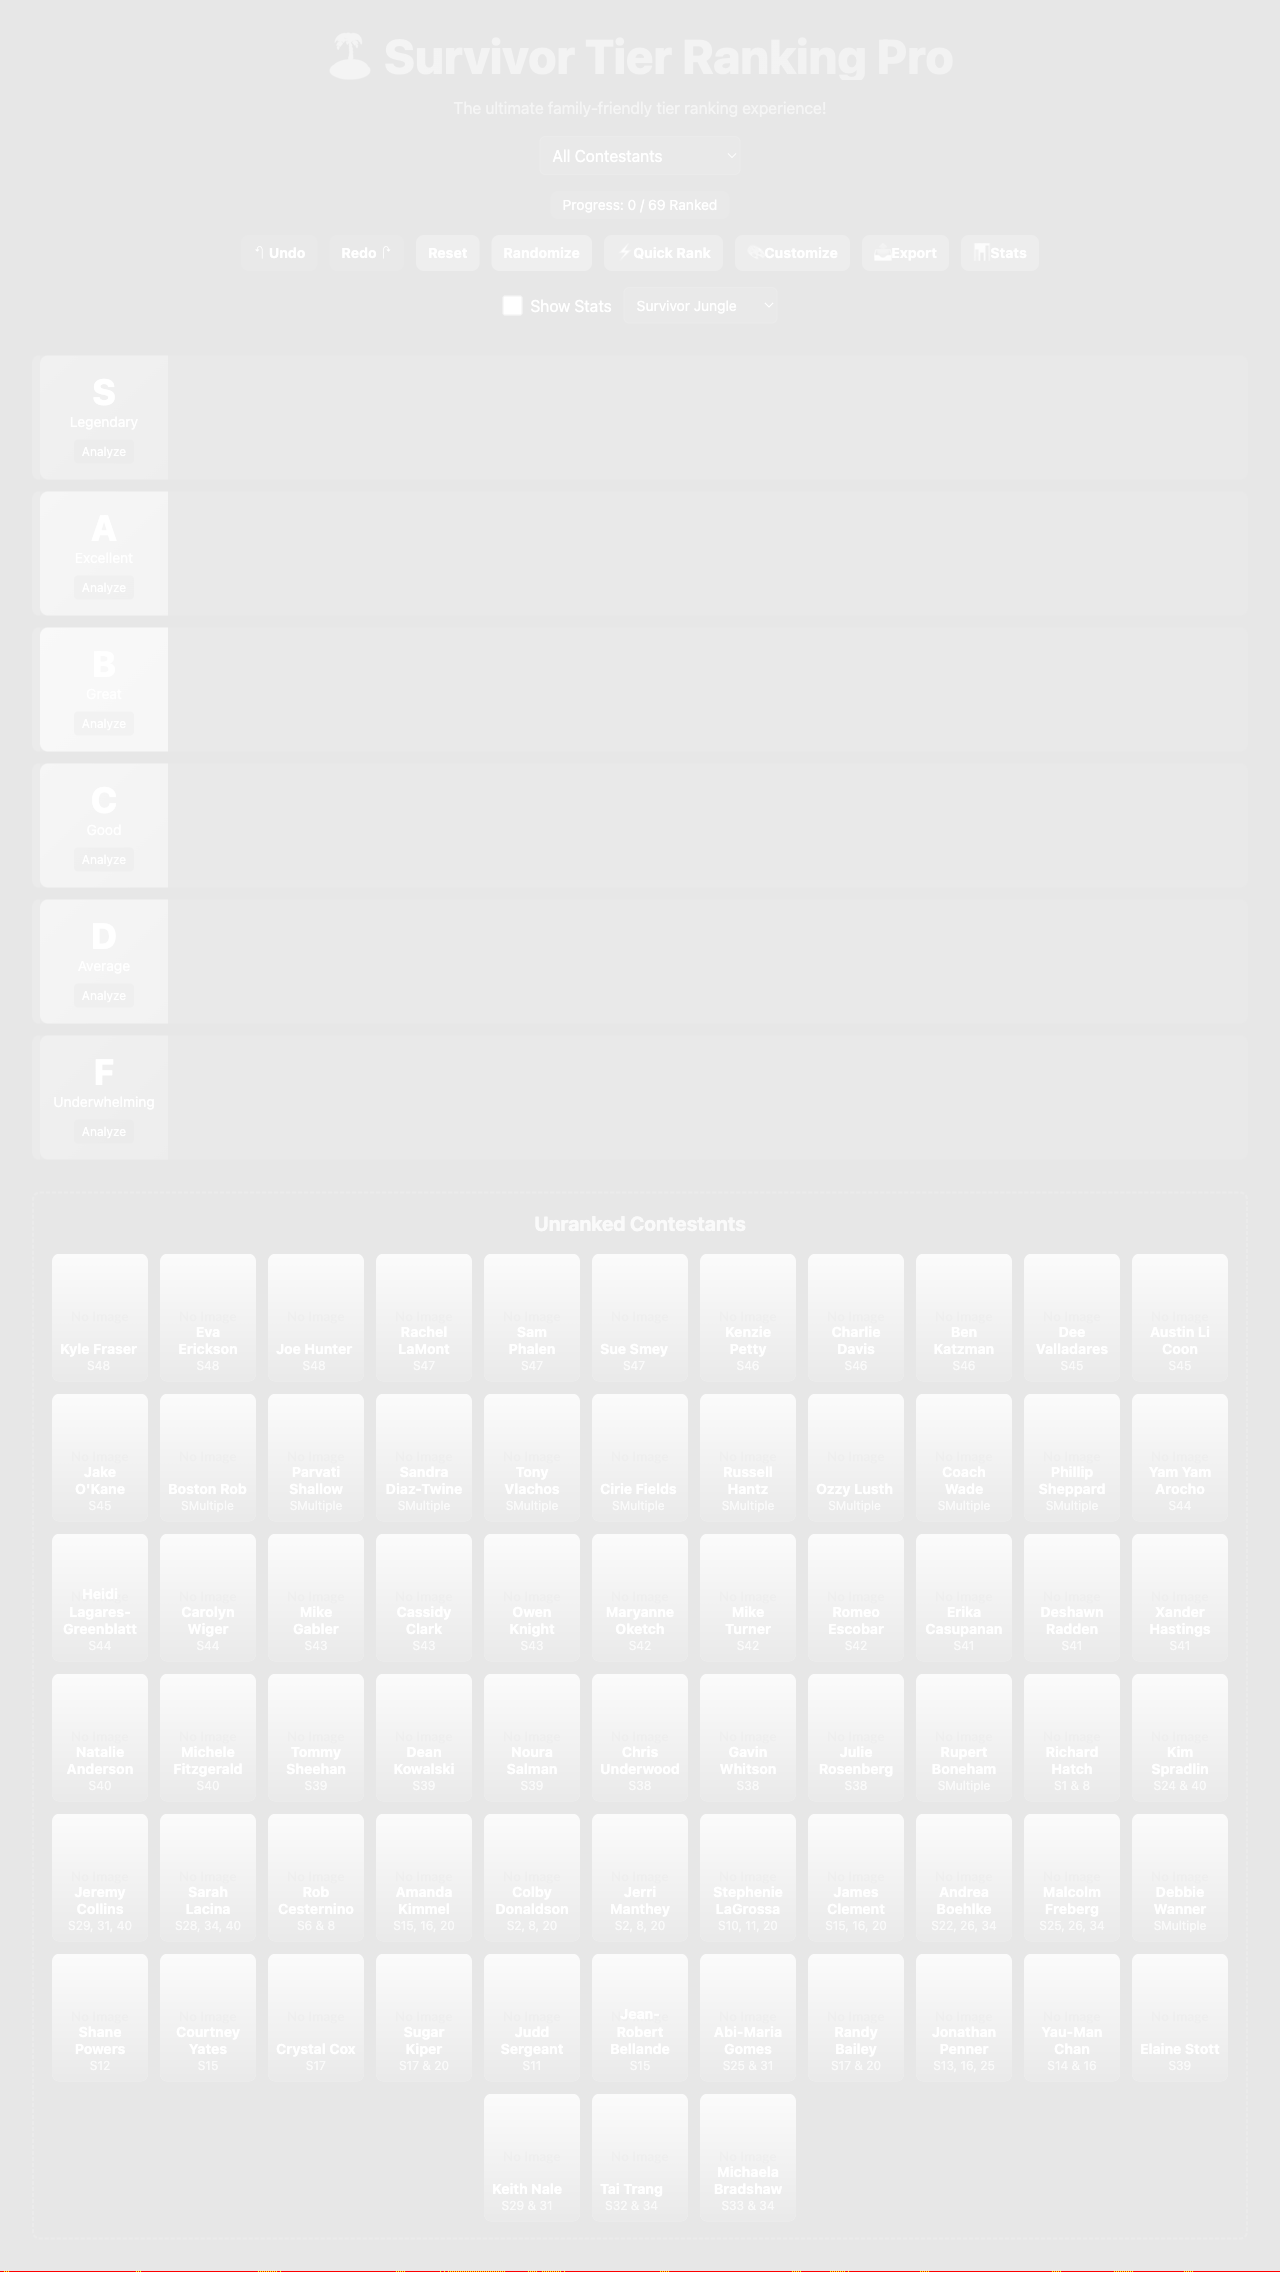 Survivor Tier Ranking Pro
The ultimate family-friendly tier ranking experience!
All Contestants
Progress: 0 / 69 Ranked
Undo Redo Reset Randomize Quick Rank Customize Export Stats
Show Stats Survivor Jungle
S
Legendary
Analyze
A
Excellent
Analyze
B
Great
Analyze
C
Good
Analyze
D
Average
Analyze
F
Underwhelming
Analyze
Unranked Contestants
No Image
Kyle Fraser
S48
No Image
Eva
Erickson
S48
No Image
Joe Hunter
S48
No Image
Rachel
LaMont
S47
No Image
Sam
Phalen
S47
No Image
Sue Smey
S47
No Image
Kenzie
Petty
S46
No Image
Charlie
Davis
S46
No Image
Ben
Katzman
S46
No Image
Dee
Valladares
S45
No Image
Austin Li
Coon
S45
No Image
Jake
O'Kane
S45
No Image
Boston Rob
SMultiple
No Image
Parvati
Shallow
SMultiple
No Image
Sandra
Diaz-Twine
SMultiple
No Image
Tony
Vlachos
SMultiple
No Image
Cirie Fields
SMultiple
No Image
Russell
Hantz
SMultiple
No Image
Ozzy Lusth
SMultiple
No Image
Coach
Wade
SMultiple
No Image
Phillip
Sheppard
SMultiple
No Image
Yam Yam
Arocho
S44
Heidi
Lagares-
Greenblatt
S44
No Image
Carolyn
Wiger
S44
No Image
Mike
Gabler
S43
No Image
Cassidy
Clark
S43
No Image
Owen
Knight
S43
No Image
Maryanne
Oketch
S42
No Image
Mike
Turner
S42
No Image
Romeo
Escobar
S42
No Image
Erika
Casupanan
S41
No Image
Deshawn
Radden
S41
No Image
Xander
Hastings
S41
No Image
Natalie
Anderson
S40
No Image
Michele
Fitzgerald
S40
No Image
Tommy
Sheehan
S39
No Image
Dean
Kowalski
S39
No Image
Noura
Salman
S39
No Image
Chris
Underwood
S38
No Image
Gavin
Whitson
S38
No Image
Julie
Rosenberg
S38
No Image
Rupert
Boneham
SMultiple
No Image
Richard
Hatch
S1 & 8
No Image
Kim
Spradlin
S24 & 40
No Image
Jeremy
Collins
S29, 31, 40
No Image
Sarah
Lacina
S28, 34, 40
No Image
Rob
Cesternino
S6 & 8
No Image
Amanda
Kimmel
S15, 16, 20
No Image
Colby
Donaldson
S2, 8, 20
No Image
Jerri
Manthey
S2, 8, 20
No Image
Stephenie
LaGrossa
S10, 11, 20
No Image
James
Clement
S15, 16, 20
No Image
Andrea
Boehlke
S22, 26, 34
No Image
Malcolm
Freberg
S25, 26, 34
No Image
Debbie
Wanner
SMultiple
No Image
Shane
Powers
S12
No Image
Courtney
Yates
S15
No Image
Crystal Cox
S17
No Image
Sugar
Kiper
S17 & 20
No Image
Judd
Sergeant
S11
Jean-
Robert
Bellande
S15
No Image
Abi-Maria
Gomes
S25 & 31
No Image
Randy
Bailey
S17 & 20
No Image
Jonathan
Penner
S13, 16, 25
No Image
Yau-Man
Chan
S14 & 16
No Image
Elaine Stott
S39
No Image
Keith Nale
S29 & 31
No Image
Tai Trang
S32 & 34
No Image
Michaela
Bradshaw
S33 & 34